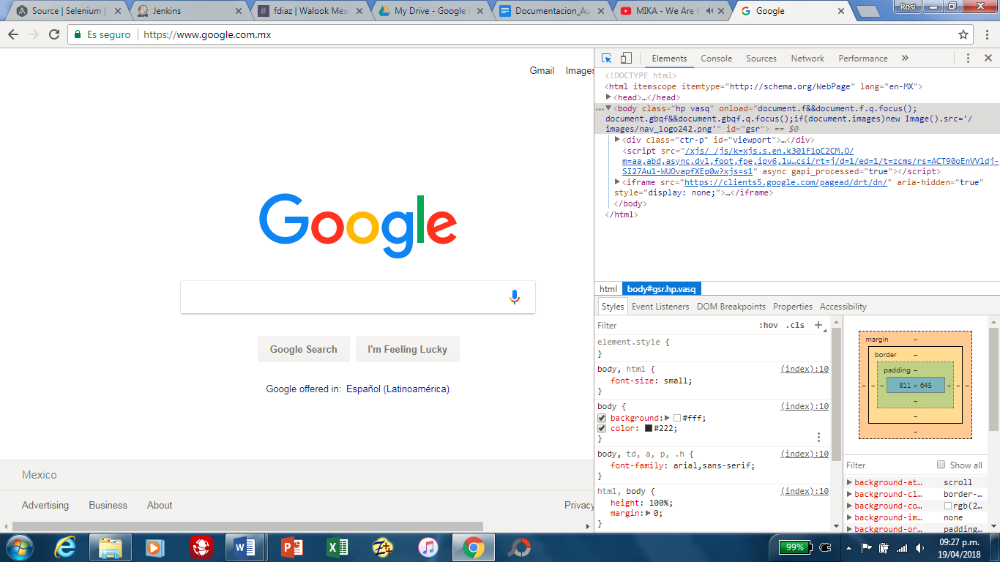 Source | Selenium |
Jenkins
fdiaz | Walook Mexi
My Drive - Google
Documentacion_Au
MIKA - We Are G
Google
Rosi
Es seguro
https://www.google.com.mx
Gmail Images
Google
Google Search
I'm Feeling Lucky
Google offered in: Español (Latinoamérica)
Mexico
Advertising Business About Privacy
Elements Console Sources Network Performance »
<!DOCTYPE html>
<html itemscope itemtype="http://schema.org/WebPage" lang="en-MX">
<head>…</head>
…<body class="hp vasq" onload="document.f&&document.f.q.focus();
document.gbqf&&document.gbqf.q.focus();if(document.images)new Image().src='/
images/nav_logo242.png'" id="gsr"> == $0
<div class="ctr-p" id="viewport">…</div>
<script src="/xjs/_/js/k=xjs.s.en.k301F1oC2CM.O/
m=aa,abd,async,dvl,foot,fpe,ipv6,lu…csi/rt=j/d=1/ed=1/t=zcms/rs=ACT90oEnVVldj-
SI27Au1-WUOvapfXEp0w?xjs=s1" async gapi_processed="true"></script>
<iframe src="https://clients5.google.com/pagead/drt/dn/" aria-hidden="true"
style="display: none;">…</iframe>
</body>
</html>
html body#gsr.hp.vasq
Styles Event Listeners DOM Breakpoints Properties Accessibility
Filter :hov .cls +
element.style {
}
body, html { (index):10
font-size: small;
}
body { (index):10
background: #fff;
color: #222;
}
body, td, a, p, .h { (index):10
font-family: arial,sans-serif;
}
html, body { (index):10
height: 100%;
margin: 0;
}
margin –
border –
padding –
– – – 811 × 645 – – –
–
–
–
Filter Show all
background-at… scroll
background-cl… border-…
background-co… rgb(2…
background-im… none
background-or… padding…
99%
09:27 p.m.
19/04/2018